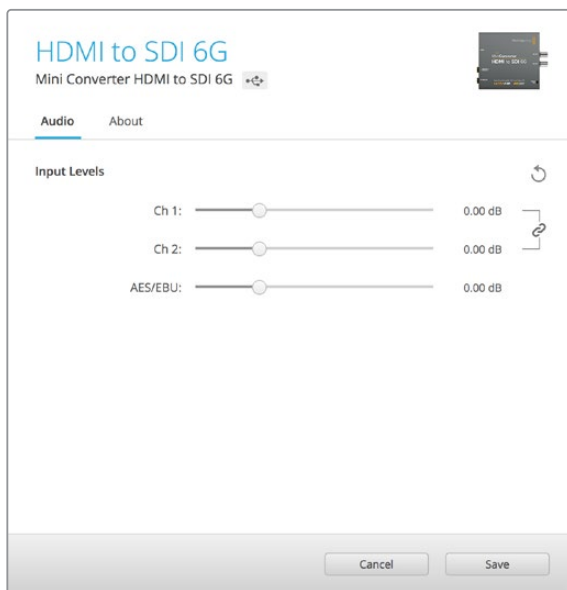 HDMI to SDI 6G
Mini Converter HDMI to SDI 6G
Audio About
Input Levels
Ch 1: 0.00 dB
Ch 2: 0.00 dB
AES/EBU: 0.00 dB
Cancel Save